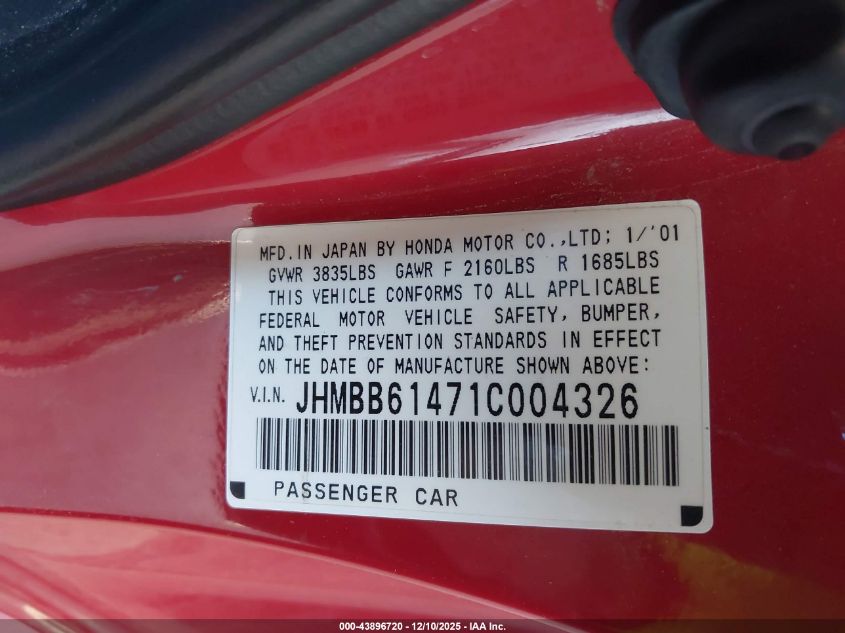 MFD.IN JAPAN BY HONDA MOTOR CO.,LTD; 1/'01
GVWR 3835LBS GAWR F 2160LBS R 1685LBS
THIS VEHICLE CONFORMS TO ALL APPLICABLE
FEDERAL MOTOR VEHICLE SAFETY, BUMPER,
AND THEFT PREVENTION STANDARDS IN EFFECT
ON THE DATE OF MANUFACTURE SHOWN ABOVE:
V.I.N. JHMBB61471C004326
PASSENGER CAR
000-43896720 - 12/10/2025 - IAA Inc.